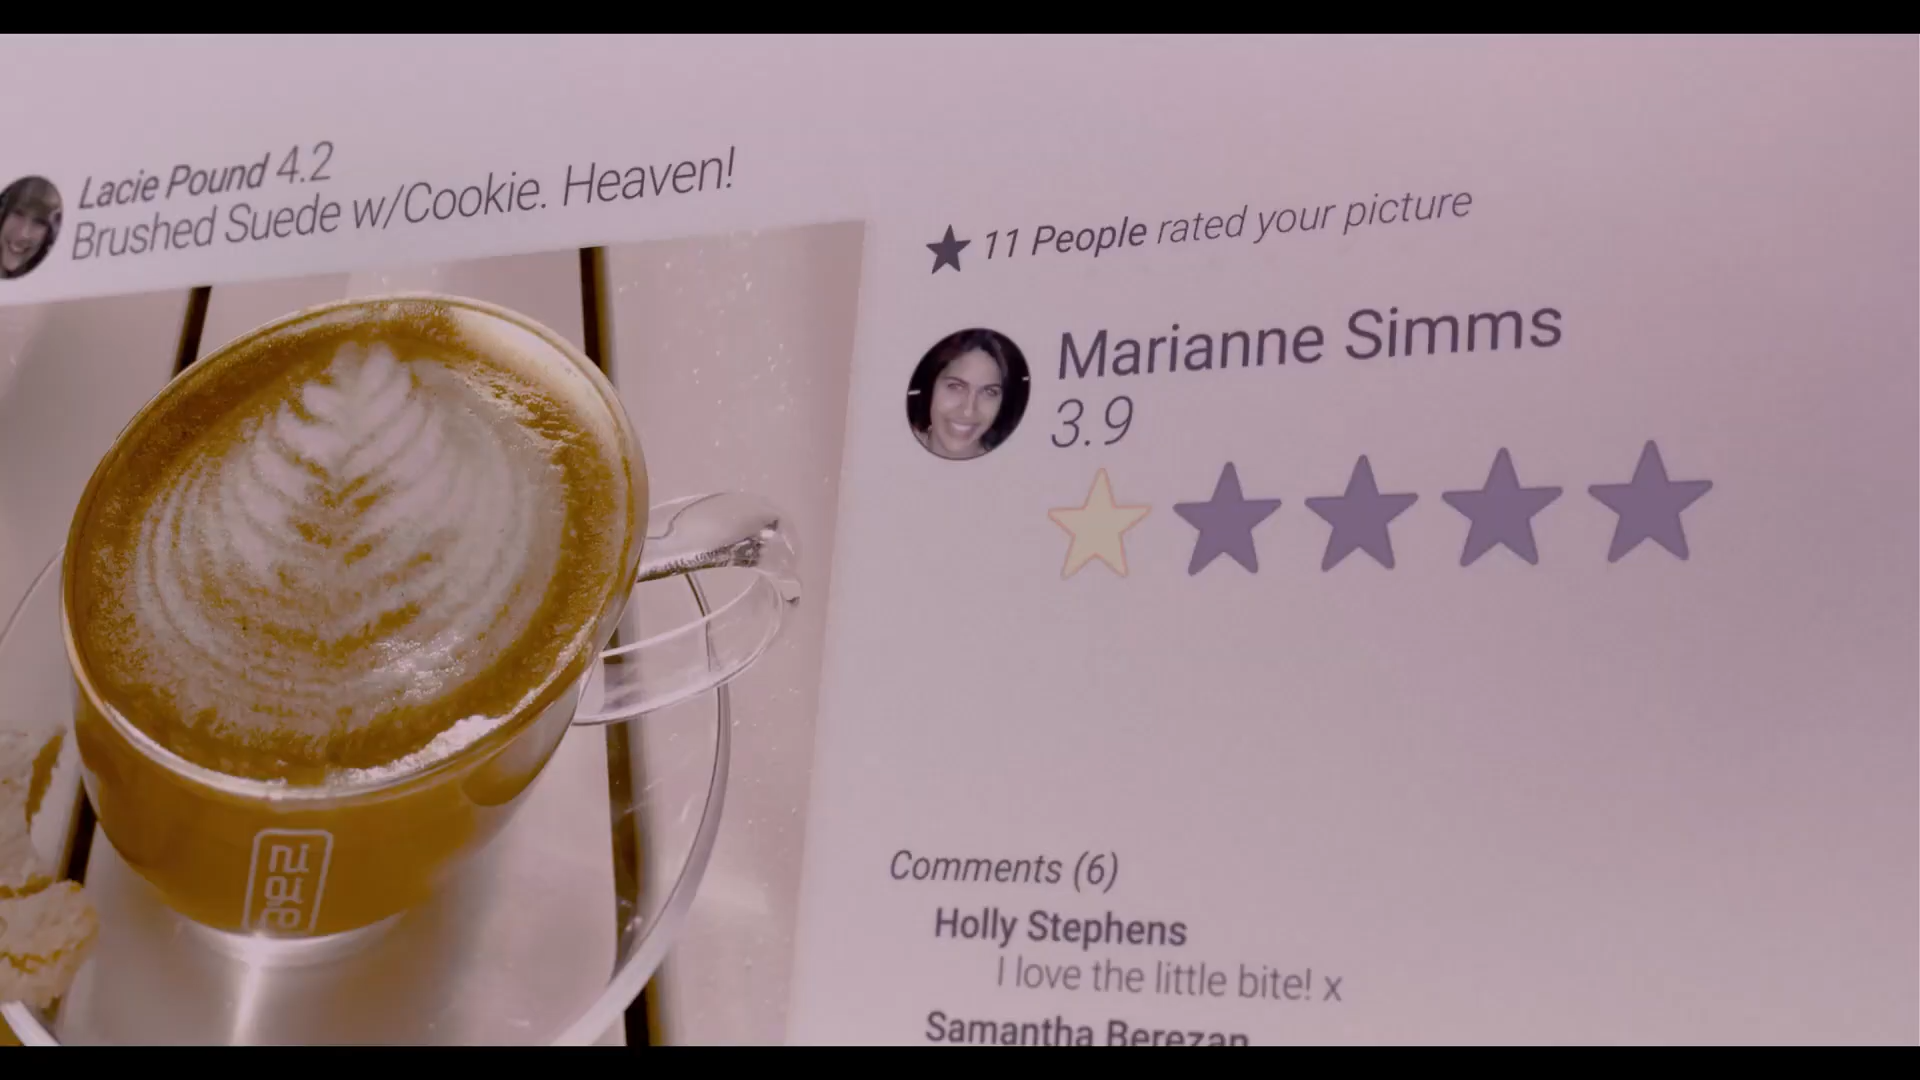 Lacie Pound 4.2
Brushed Suede w/Cookie. Heaven!
11 People rated your picture
Marianne Simms
3.9
Comments (6)
Holly Stephens
I love the little bite! x
Samantha Berezan